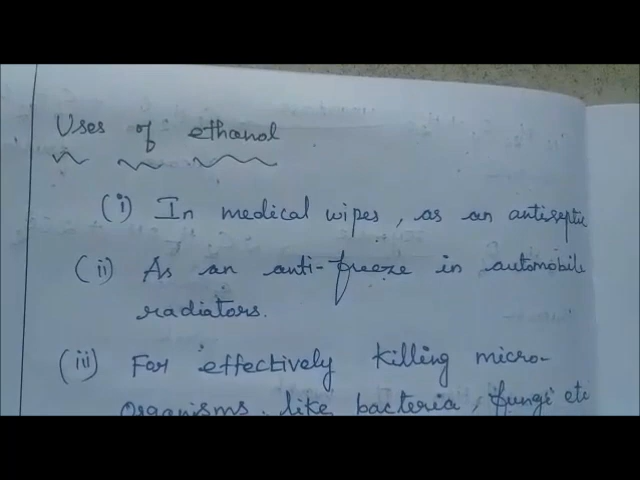 Uses of ethanol
(i) In medical wipes, as an antiseptic
(ii) As an anti-freeze in automobile
radiators.
(iii) For effectively killing micro-
organisms. like bacteria, fungi etc